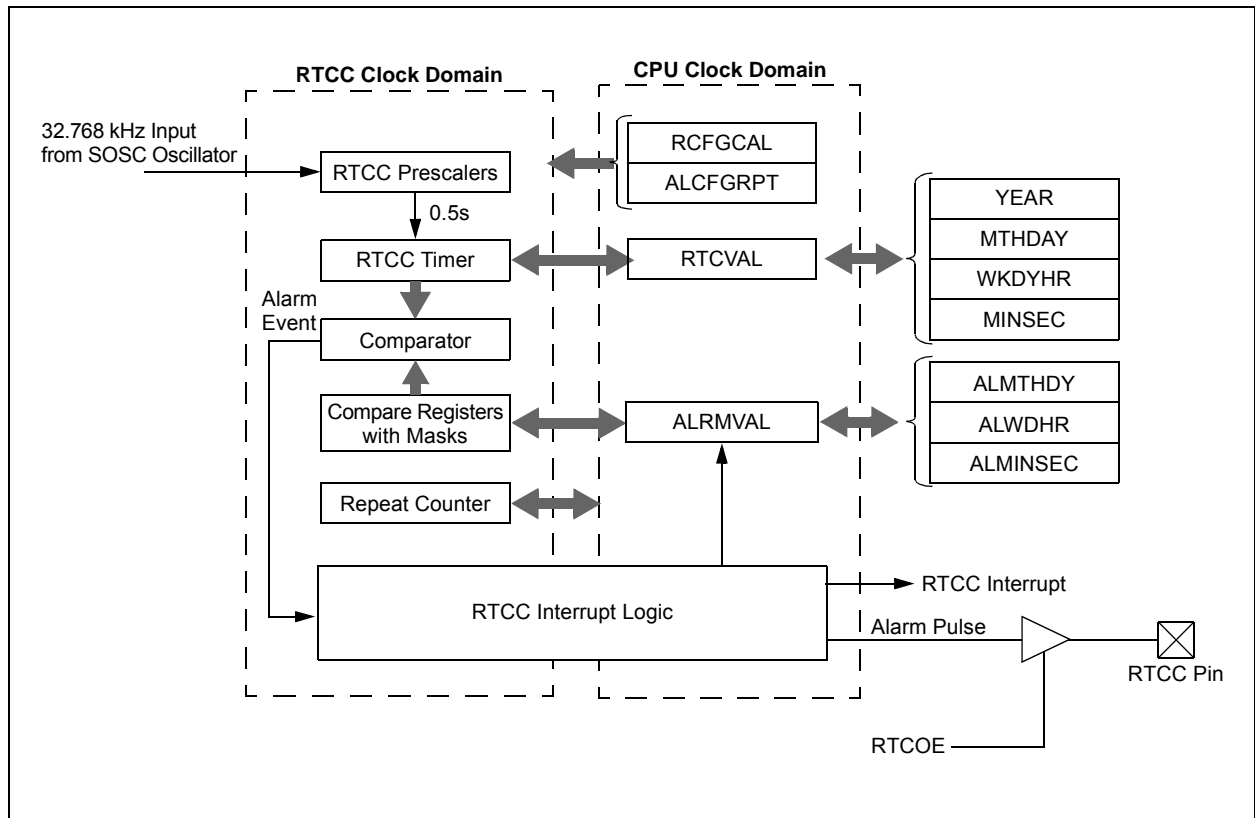 RTCC Clock Domain
CPU Clock Domain
32.768 kHz Input
from SOSC Oscillator
RTCC Prescalers
0.5s
RTCC Timer
Alarm
Event
Comparator
Compare Registers
with Masks
Repeat Counter
RCFGCAL
ALCFGRPT
RTCVAL
ALRMVAL
YEAR
MTHDAY
WKDYHR
MINSEC
ALMTHDY
ALWDHR
ALMINSEC
RTCC Interrupt Logic
RTCC Interrupt
Alarm Pulse
RTCC Pin
RTCOE